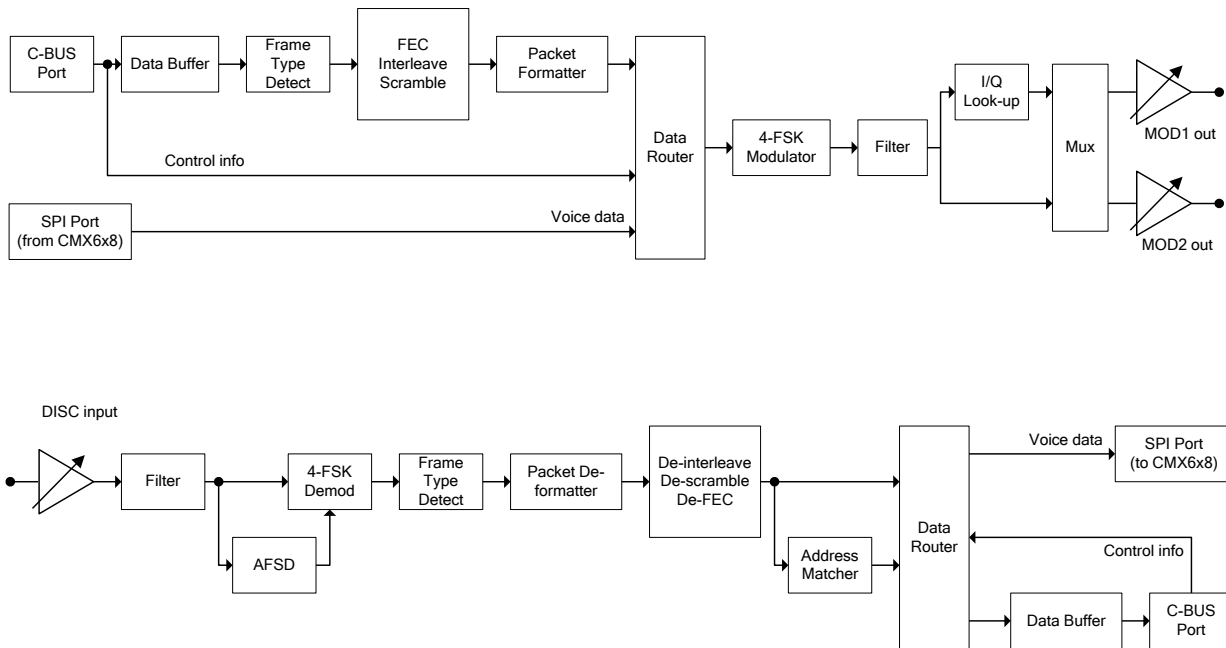 C-BUS
Port
Data Buffer
Frame
Type
Detect
FEC
Interleave
Scramble
Packet
Formatter
Control info
SPI Port
(from CMX6x8)
Voice data
Data
Router
4-FSK
Modulator
Filter
I/Q
Look-up
Mux
MOD1 out
MOD2 out
DISC input
Filter
4-FSK
Demod
AFSD
Frame
Type
Detect
Packet De-
formatter
De-interleave
De-scramble
De-FEC
Address
Matcher
Data
Router
Voice data
SPI Port
(to CMX6x8)
Control info
Data Buffer
C-BUS
Port